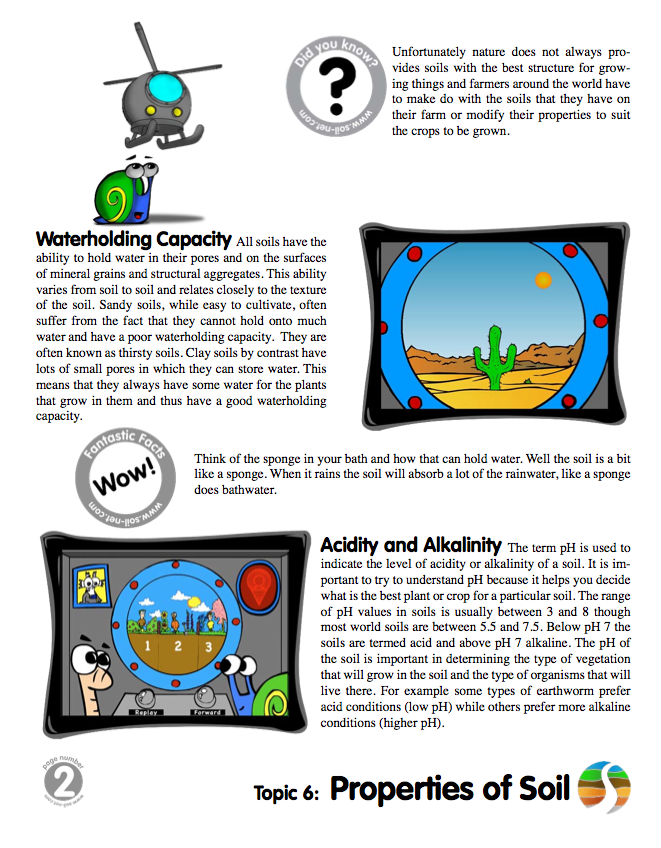 Did you know?
www.soil-net.com
Unfortunately nature does not always pro-
vides soils with the best structure for grow-
ing things and farmers around the world have
to make do with the soils that they have on
their farm or modify their properties to suit
the crops to be grown.
Waterholding Capacity All soils have the
ability to hold water in their pores and on the surfaces
of mineral grains and structural aggregates. This ability
varies from soil to soil and relates closely to the texture
of the soil. Sandy soils, while easy to cultivate, often
suffer from the fact that they cannot hold onto much
water and have a poor waterholding capacity. They are
often known as thirsty soils. Clay soils by contrast have
lots of small pores in which they can store water. This
means that they always have some water for the plants
that grow in them and thus have a good waterholding
capacity.
Fantastic Facts
Wow!
www.soil-net.com
Think of the sponge in your bath and how that can hold water. Well the soil is a bit
like a sponge. When it rains the soil will absorb a lot of the rainwater, like a sponge
does bathwater.
Acidity and Alkalinity The term pH is used to
indicate the level of acidity or alkalinity of a soil. It is im-
portant to try to understand pH because it helps you decide
what is the best plant or crop for a particular soil. The range
of pH values in soils is usually between 3 and 8 though
most world soils are between 5.5 and 7.5. Below pH 7 the
soils are termed acid and above pH 7 alkaline. The pH of
the soil is important in determining the type of vegetation
that will grow in the soil and the type of organisms that will
live there. For example some types of earthworm prefer
acid conditions (low pH) while others prefer more alkaline
conditions (higher pH).
1 2 3
Replay Forward
page number
2
Topic 6: Properties of Soil